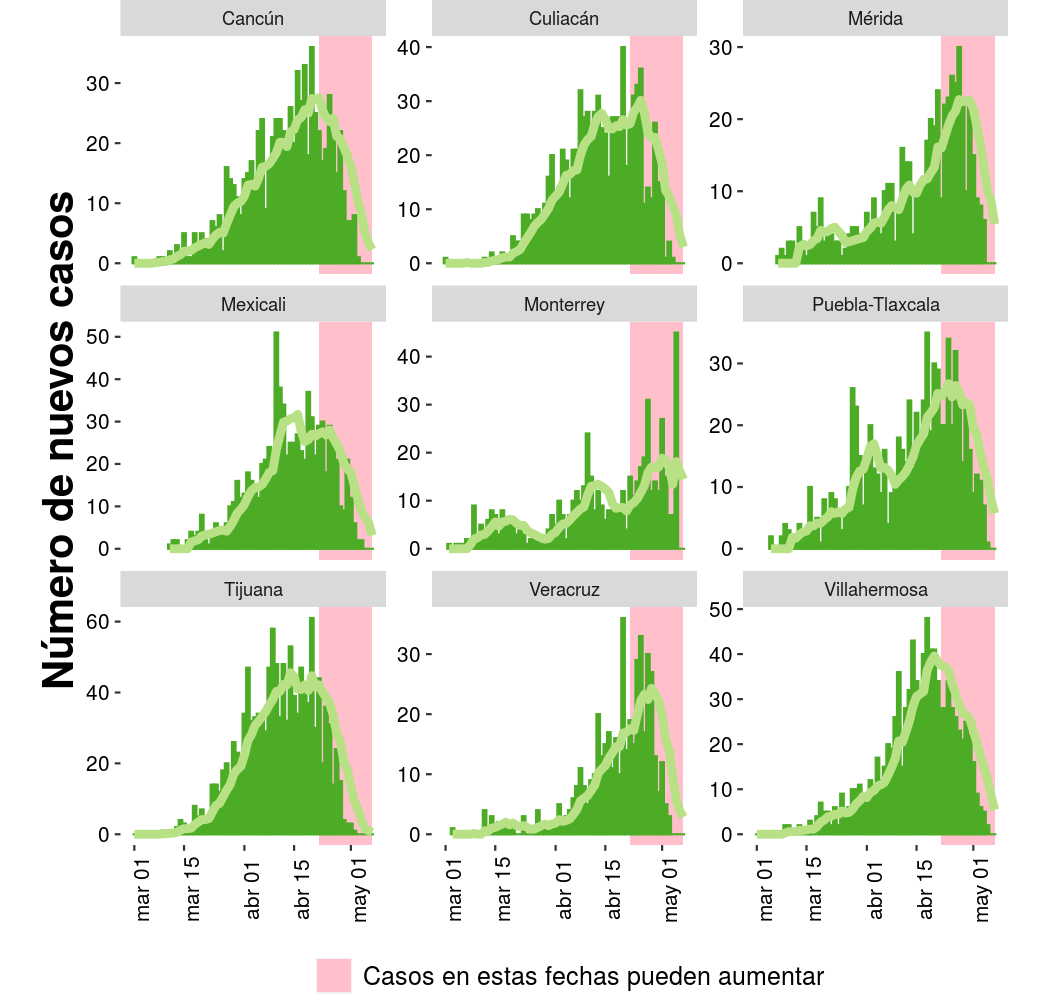 Número de nuevos casos
Cancún
0
10
20
30
Culiacán
0
10
20
30
40
Mérida
0
10
20
30
Mexicali
0
10
20
30
40
50
Monterrey
0
10
20
30
40
Puebla-Tlaxcala
0
10
20
30
Tijuana
0
20
40
60
Veracruz
0
10
20
30
Villahermosa
0
10
20
30
40
50
mar 01
mar 15
abr 01
abr 15
may 01
mar 01
mar 15
abr 01
abr 15
may 01
mar 01
mar 15
abr 01
abr 15
may 01
Casos en estas fechas pueden aumentar